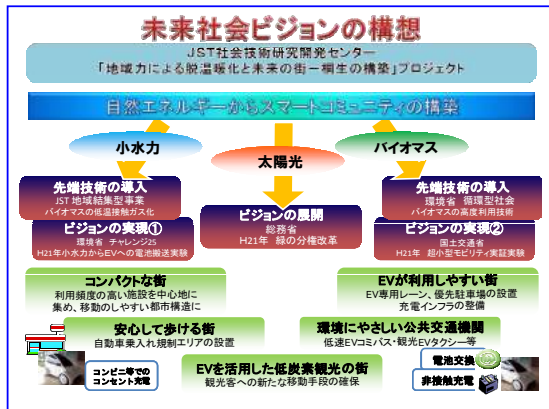 未来社会ビジョンの構想
JST社会技術研究開発センター
「地域力による脱温暖化と未来の街ー桐生の構築」プロジェクト
自然エネルギーからスマートコミュニティの構築
小水力
太陽光
バイオマス
先端技術の導入
JST 地域結集型事業
バイオマスの低温接触ガス化
ビジョンの実現①
環境省 チャレンジ25
H21年小水力からEVへの電池搬送実験
ビジョンの展開
総務省
H21年 緑の分権改革
先端技術の導入
環境省 循環型社会
バイオマスの高度利用技術
ビジョンの実現②
国土交通省
H21年 超小型モビリティ実証実験
コンパクトな街
利用頻度の高い施設を中心地に
集め、移動のしやすい都市構造に
EVが利用しやすい街
EV専用レーン、優先駐車場の設置
充電インフラの整備
安心して歩ける街
自動車乗入れ規制エリアの設置
環境にやさしい公共交通機関
低速EVコミバス・観光EVタクシー等
コンビニ等での
コンセント充電
EVを活用した低炭素観光の街
観光客への新たな移動手段の確保
電池交換
非接触充電